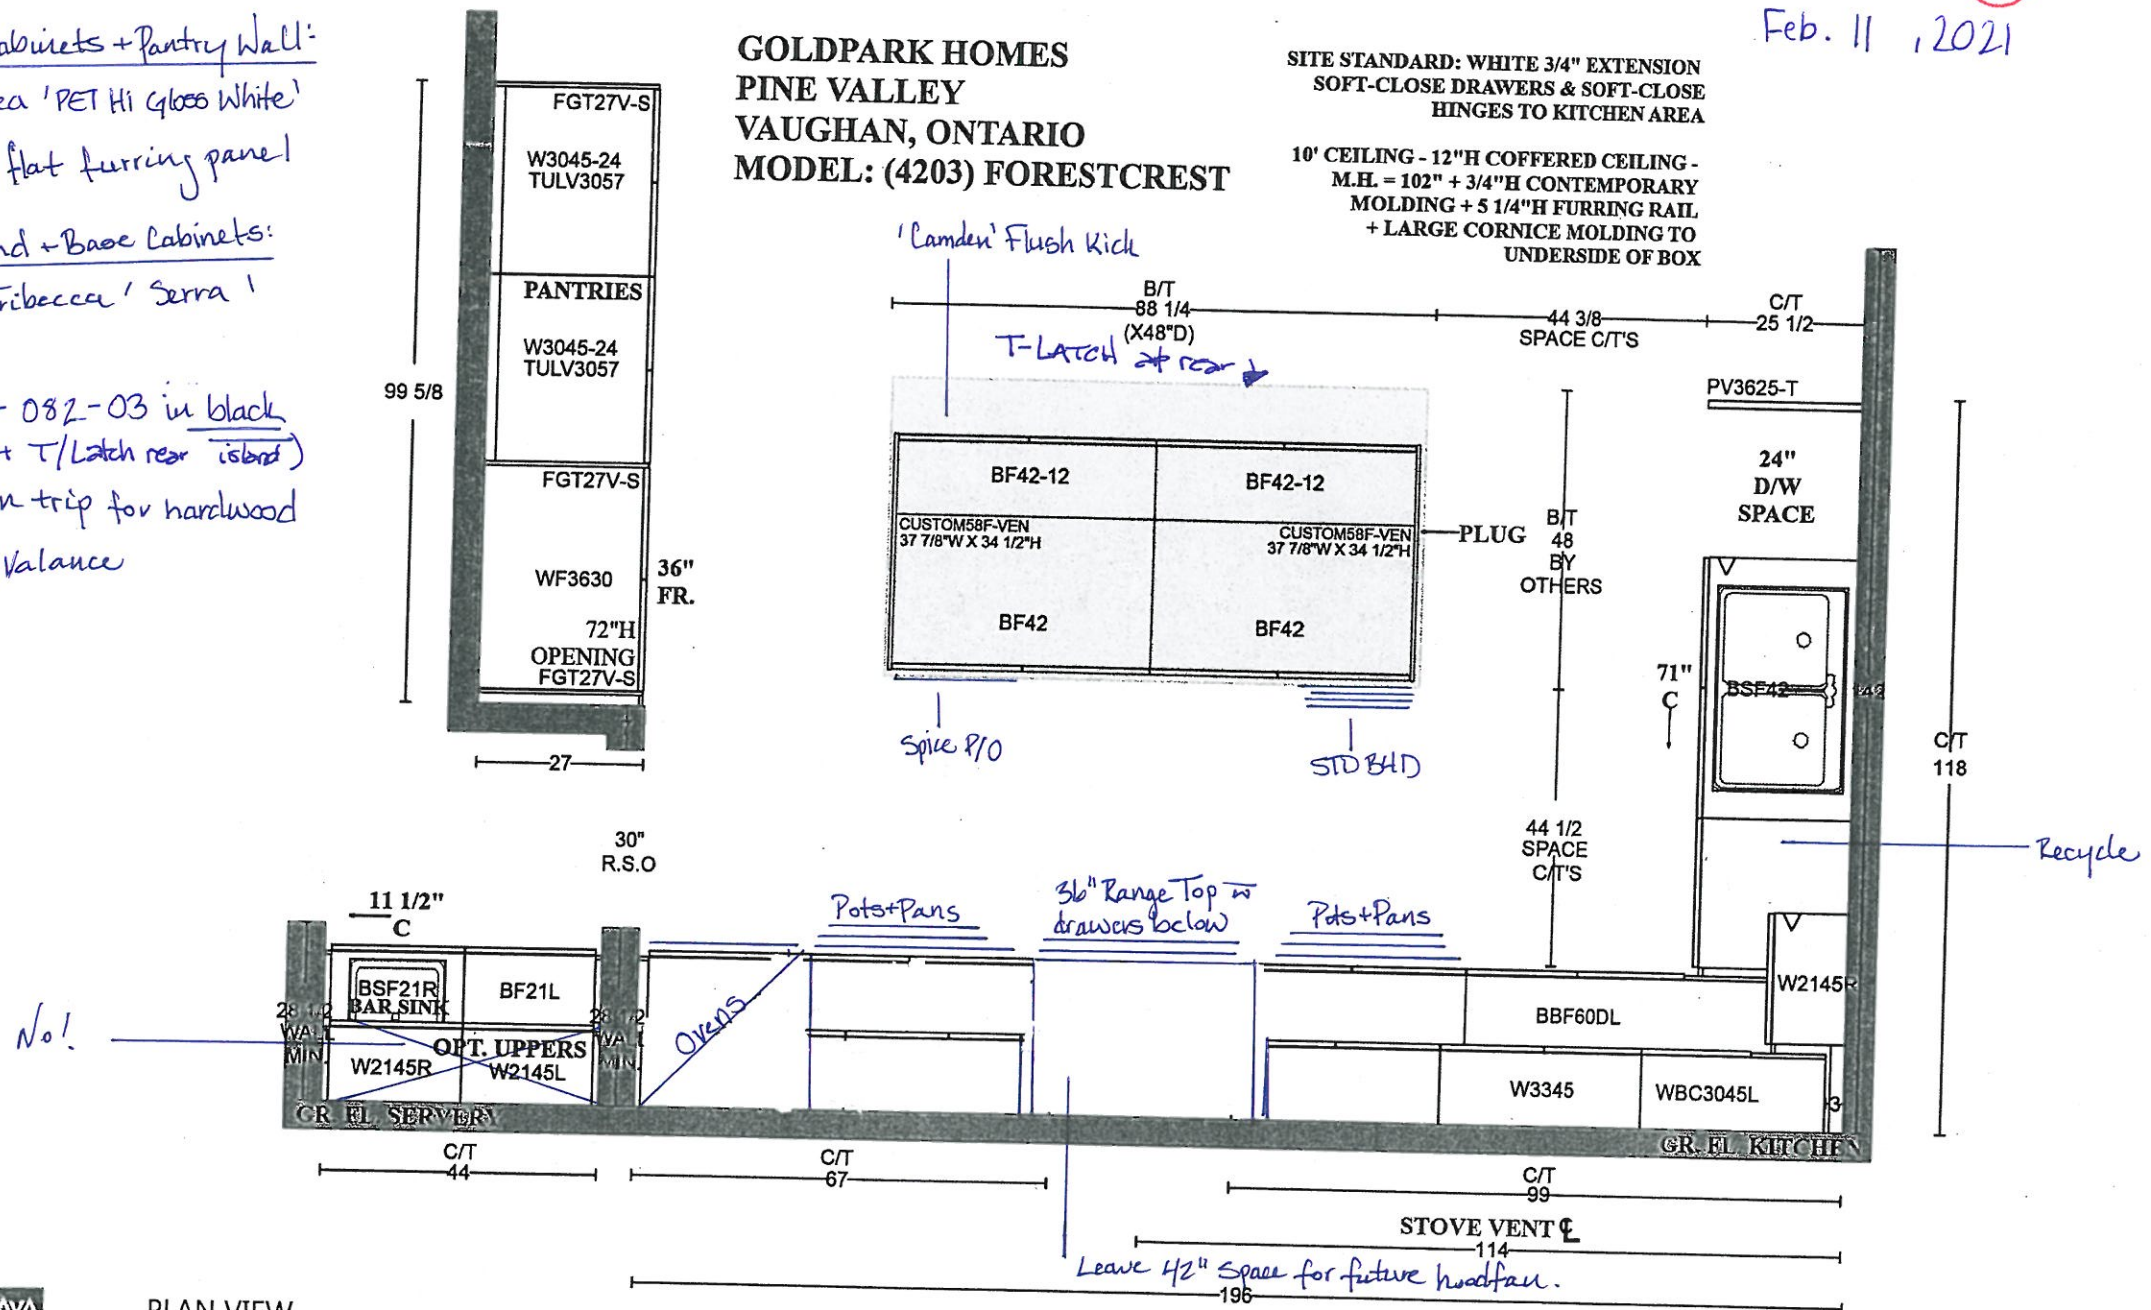 Feb. 11, 2021
Cabinets + Pantry Wall:
'PET Hi Gloss White'
flat furring panel
+ Base Cabinets:
Tribecca 'Serra'
- 082-03 in black
+ T/Latch rear island)
trip for hardwood
Valance
GOLDPARK HOMES
PINE VALLEY
VAUGHAN, ONTARIO
MODEL: (4203) FORESTCREST
SITE STANDARD: WHITE 3/4" EXTENSION
SOFT-CLOSE DRAWERS & SOFT-CLOSE
HINGES TO KITCHEN AREA
10' CEILING - 12"H COFFERED CEILING -
M.H. = 102" + 3/4"H CONTEMPORARY
MOLDING + 5 1/4"H FURRING RAIL
+ LARGE CORNICE MOLDING TO
UNDERSIDE OF BOX
FGT27V-S
W3045-24
TULV3057
PANTRIES
W3045-24
TULV3057
99 5/8
FGT27V-S
WF3630
36"
FR.
72"H
OPENING
FGT27V-S
27
'Camden' Flush Kick
B/T
88 1/4
(X48"D)
44 3/8
SPACE C/T'S
C/T
25 1/2
T-LATCH at rear
BF42-12
BF42-12
CUSTOM58F-VEN
37 7/8"W X 34 1/2"H
CUSTOM58F-VEN
37 7/8"W X 34 1/2"H
PLUG
BF42
BF42
B/T
48
BY
OTHERS
Spice P/O
STD B4D
PV3625-T
24"
D/W
SPACE
71"
C
BSF42
C/T
118
44 1/2
SPACE
C/T'S
Recycle
30"
R.S.O
11 1/2"
C
Pots+Pans
36" Range Top w
drawers below
Pots+Pans
BSF21R
BAR SINK
BF21L
28 1/2
WALL
MIN.
28 1/2
WALL
MIN.
No!
OPT. UPPERS
W2145R
W2145L
Ovens
W2145R
BBF60DL
W3345
WBC3045L
3
GR. FL. SERVERY
GR. FL. KITCHEN
C/T
44
C/T
67
C/T
99
STOVE VENT ℄
114
Leave 42" Space for future hoodfan.
196
PLAN VIEW